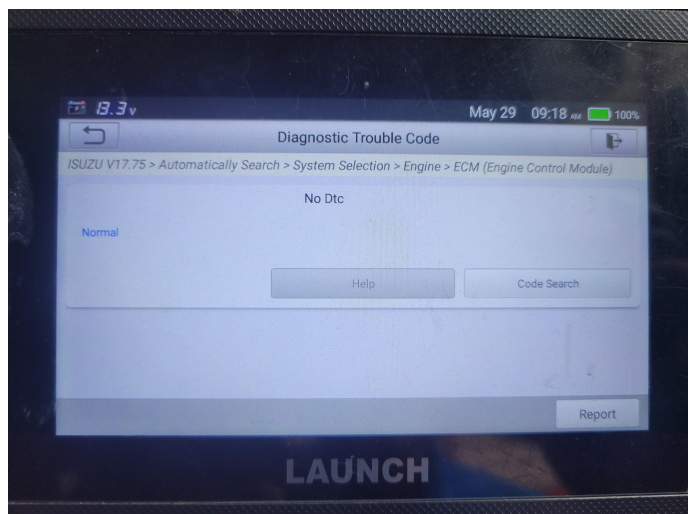 13.3v
May 29 09:18 AM 100%
Diagnostic Trouble Code
ISUZU V17.75 > Automatically Search > System Selection > Engine > ECM (Engine Control Module)
No Dtc
Normal
Help
Code Search
Report
LAUNCH